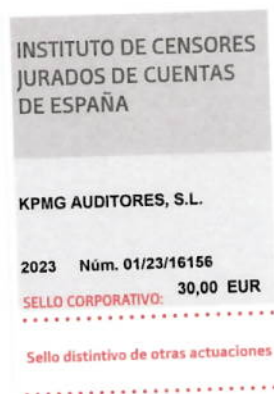 INSTITUTO DE CENSORES
JURADOS DE CUENTAS
DE ESPAÑA
KPMG AUDITORES, S.L.
2023 Núm. 01/23/16156
30,00 EUR
SELLO CORPORATIVO:
Sello distintivo de otras actuaciones